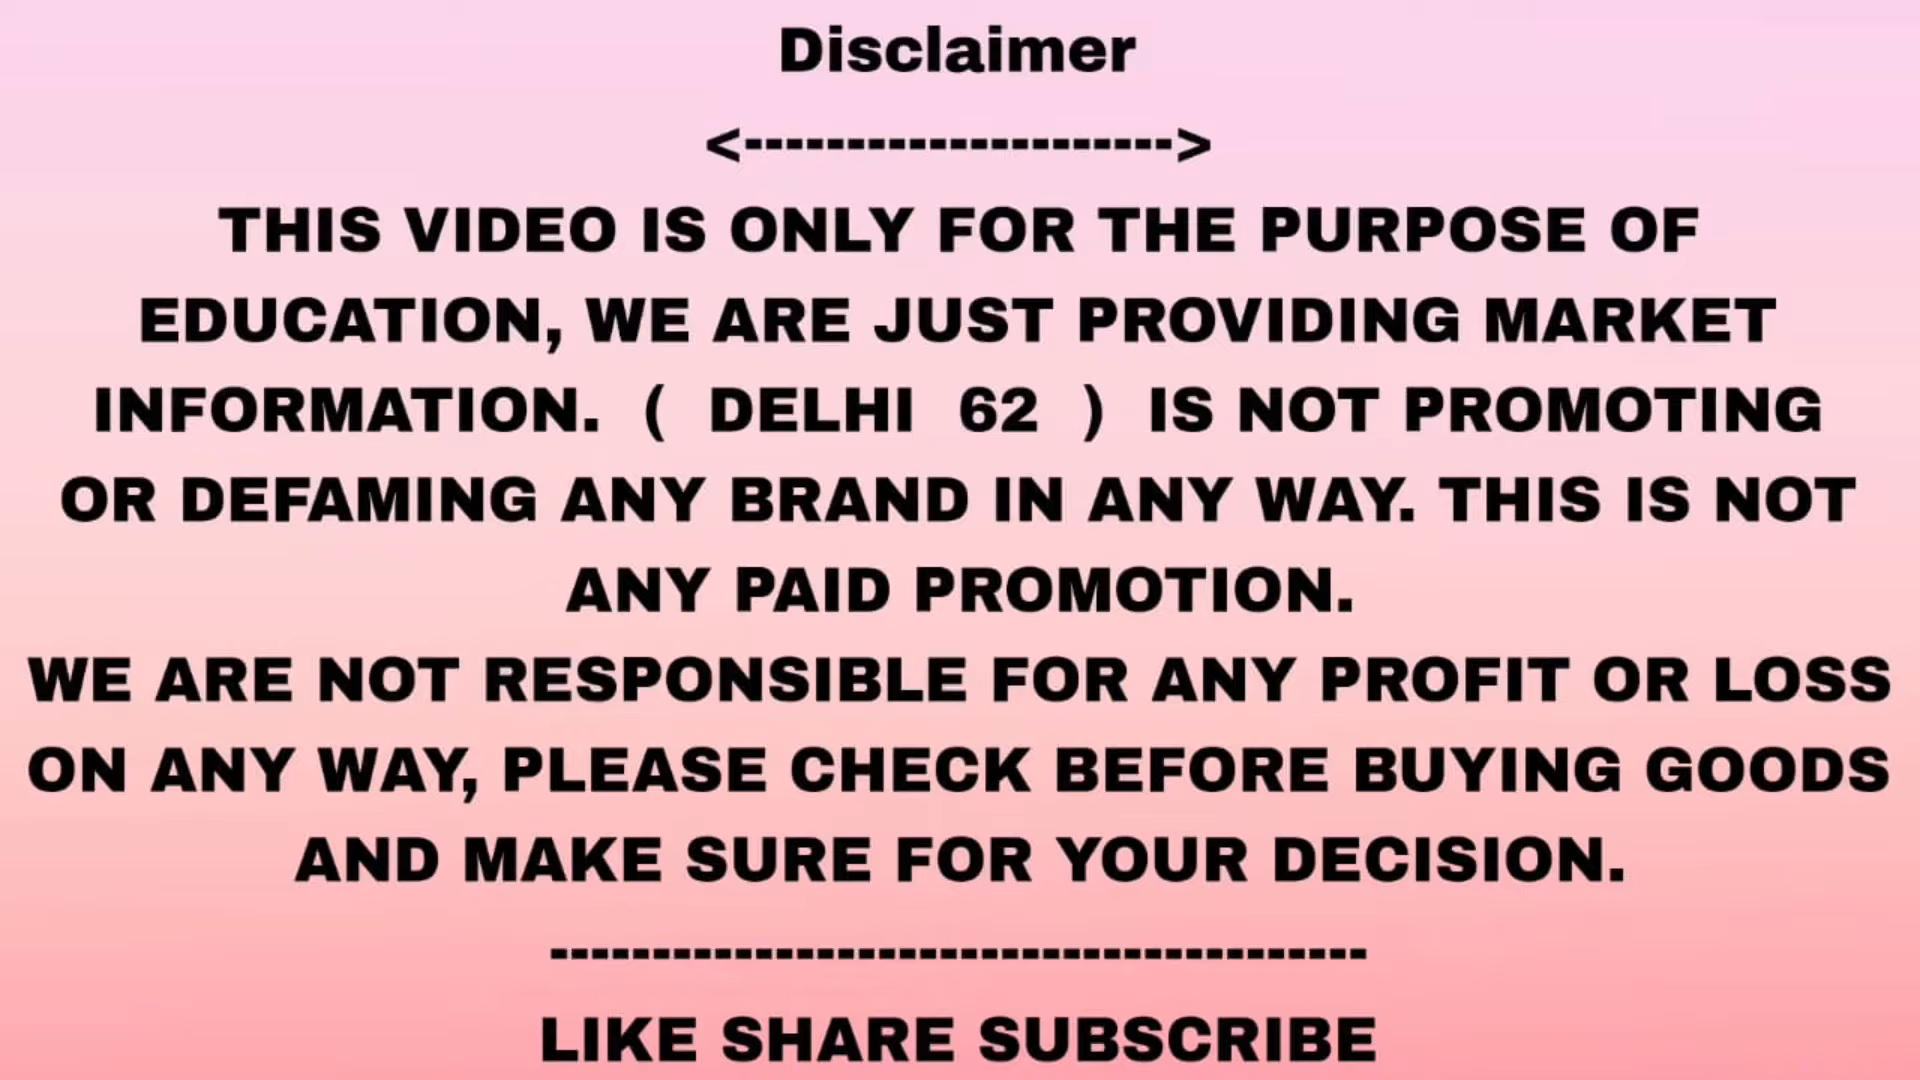 Disclaimer
<--------------------->
THIS VIDEO IS ONLY FOR THE PURPOSE OF
EDUCATION, WE ARE JUST PROVIDING MARKET
INFORMATION. ( DELHI 62 ) IS NOT PROMOTING
OR DEFAMING ANY BRAND IN ANY WAY. THIS IS NOT
ANY PAID PROMOTION.
WE ARE NOT RESPONSIBLE FOR ANY PROFIT OR LOSS
ON ANY WAY, PLEASE CHECK BEFORE BUYING GOODS
AND MAKE SURE FOR YOUR DECISION.
----------------------------------------
LIKE SHARE SUBSCRIBE